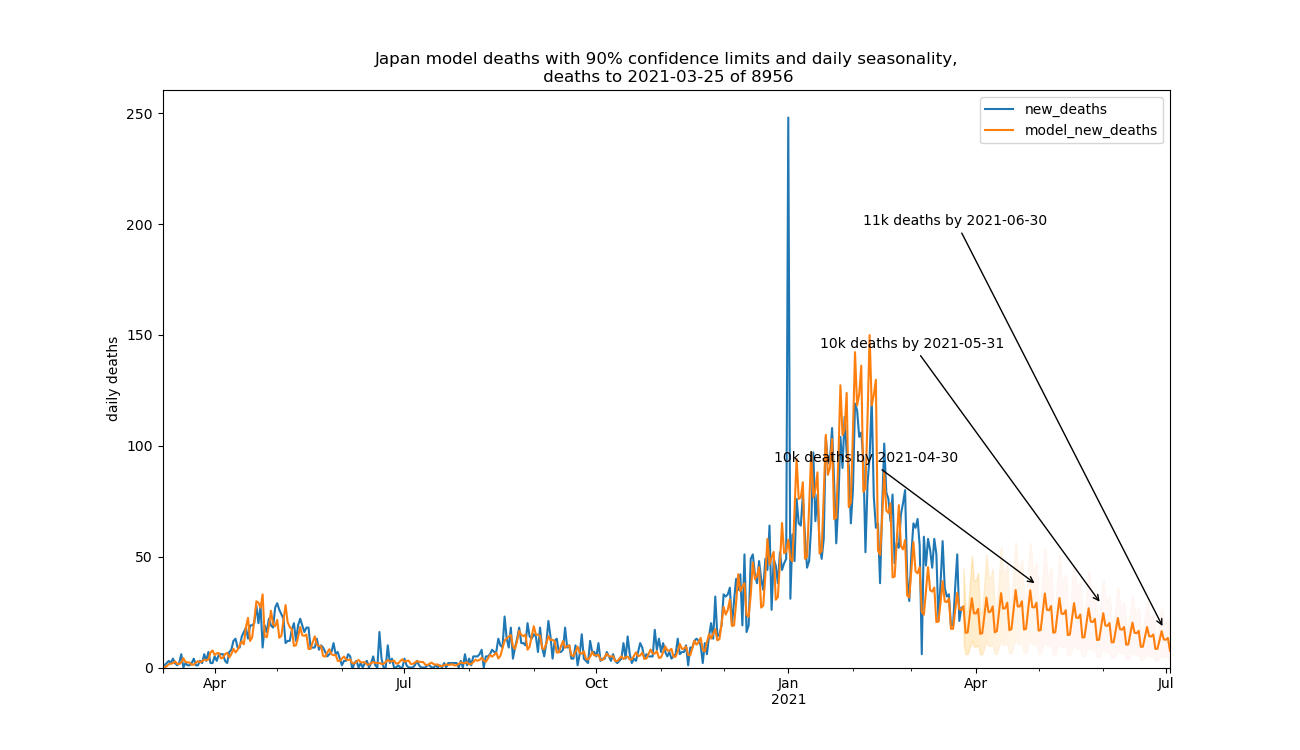 Japan model deaths with 90% confidence limits and daily seasonality,
deaths to 2021-03-25 of 8956
new_deaths
model_new_deaths
daily deaths
250
200
150
100
50
0
11k deaths by 2021-06-30
10k deaths by 2021-05-31
10k deaths by 2021-04-30
Apr
Jul
Oct
Jan
2021
Apr
Jul